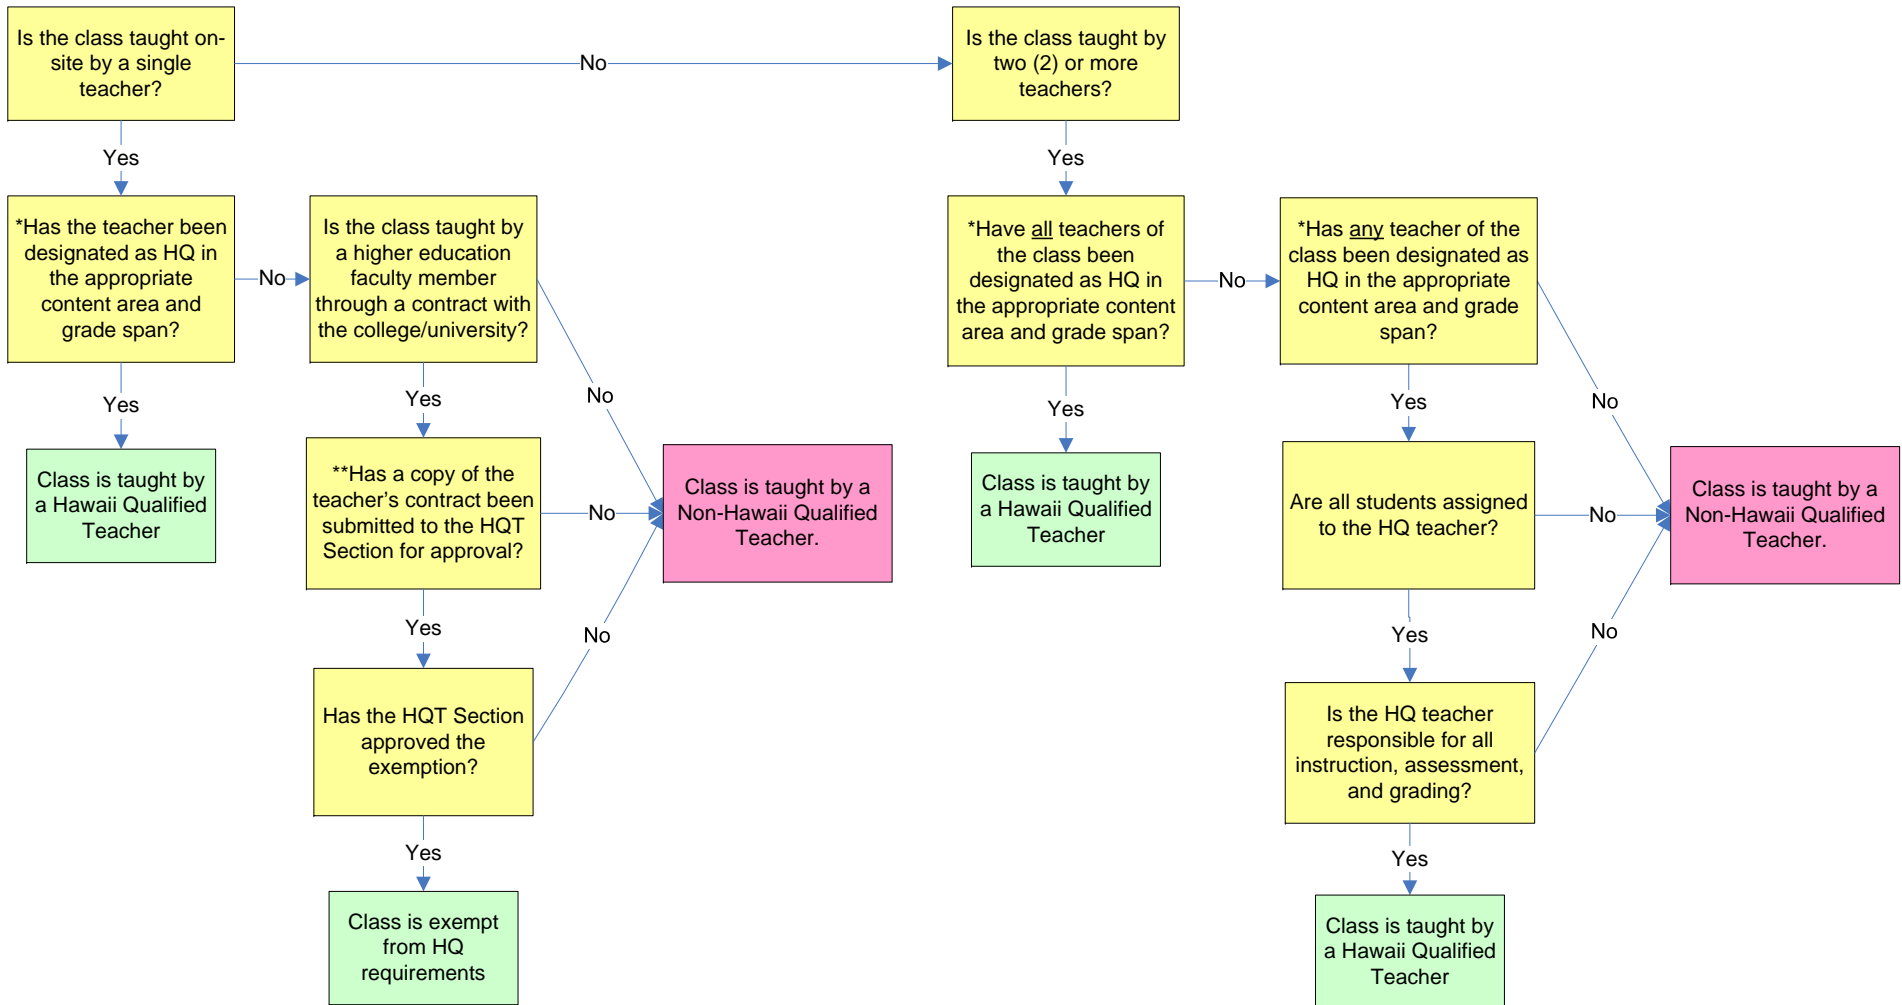 Is the class taught on-
site by a single
teacher?
No
Is the class taught by
two (2) or more
teachers?
Yes
Yes
*Has the teacher been
designated as HQ in
the appropriate
content area and
grade span?
No
Is the class taught by
a higher education
faculty member
through a contract with
the college/university?
*Have all teachers of
the class been
designated as HQ in
the appropriate content
area and grade span?
No
*Has any teacher of the
class been designated as
HQ in the appropriate
content area and grade
span?
Yes
Yes
No
Yes
Yes
No
Class is taught by
a Hawaii Qualified
Teacher
**Has a copy of the
teacher's contract been
submitted to the HQT
Section for approval?
No
Class is taught by a
Non-Hawaii Qualified
Teacher.
Class is taught by
a Hawaii Qualified
Teacher
Are all students assigned
to the HQ teacher?
No
Class is taught by a
Non-Hawaii Qualified
Teacher.
Yes
No
Yes
No
Has the HQT Section
approved the
exemption?
Is the HQ teacher
responsible for all
instruction, assessment,
and grading?
Yes
Yes
Class is exempt
from HQ
requirements
Class is taught by
a Hawaii Qualified
Teacher